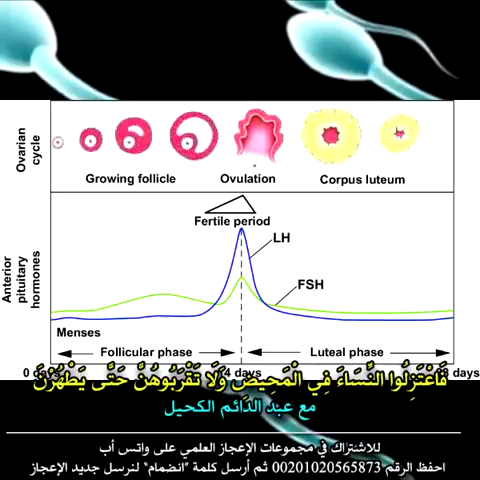 Ovarian cycle
Growing follicle
Ovulation
Corpus luteum
Fertile period
LH
FSH
Anterior pituitary hormones
Menses
Follicular phase
Luteal phase
0
4 days
days
فَاعْتَزِلُوا النِّسَاءَ فِي الْمَحِيضِ وَلَا تَقْرَبُوهُنَّ حَتَّى يَطْهُرْنَ
مع عبد الدائم الكحيل
للاشتراك في مجموعات الإعجاز العلمي على واتس أب
احفظ الرقم 00201020565873 ثم أرسل كلمة "انضمام" لنرسل جديد الإعجاز